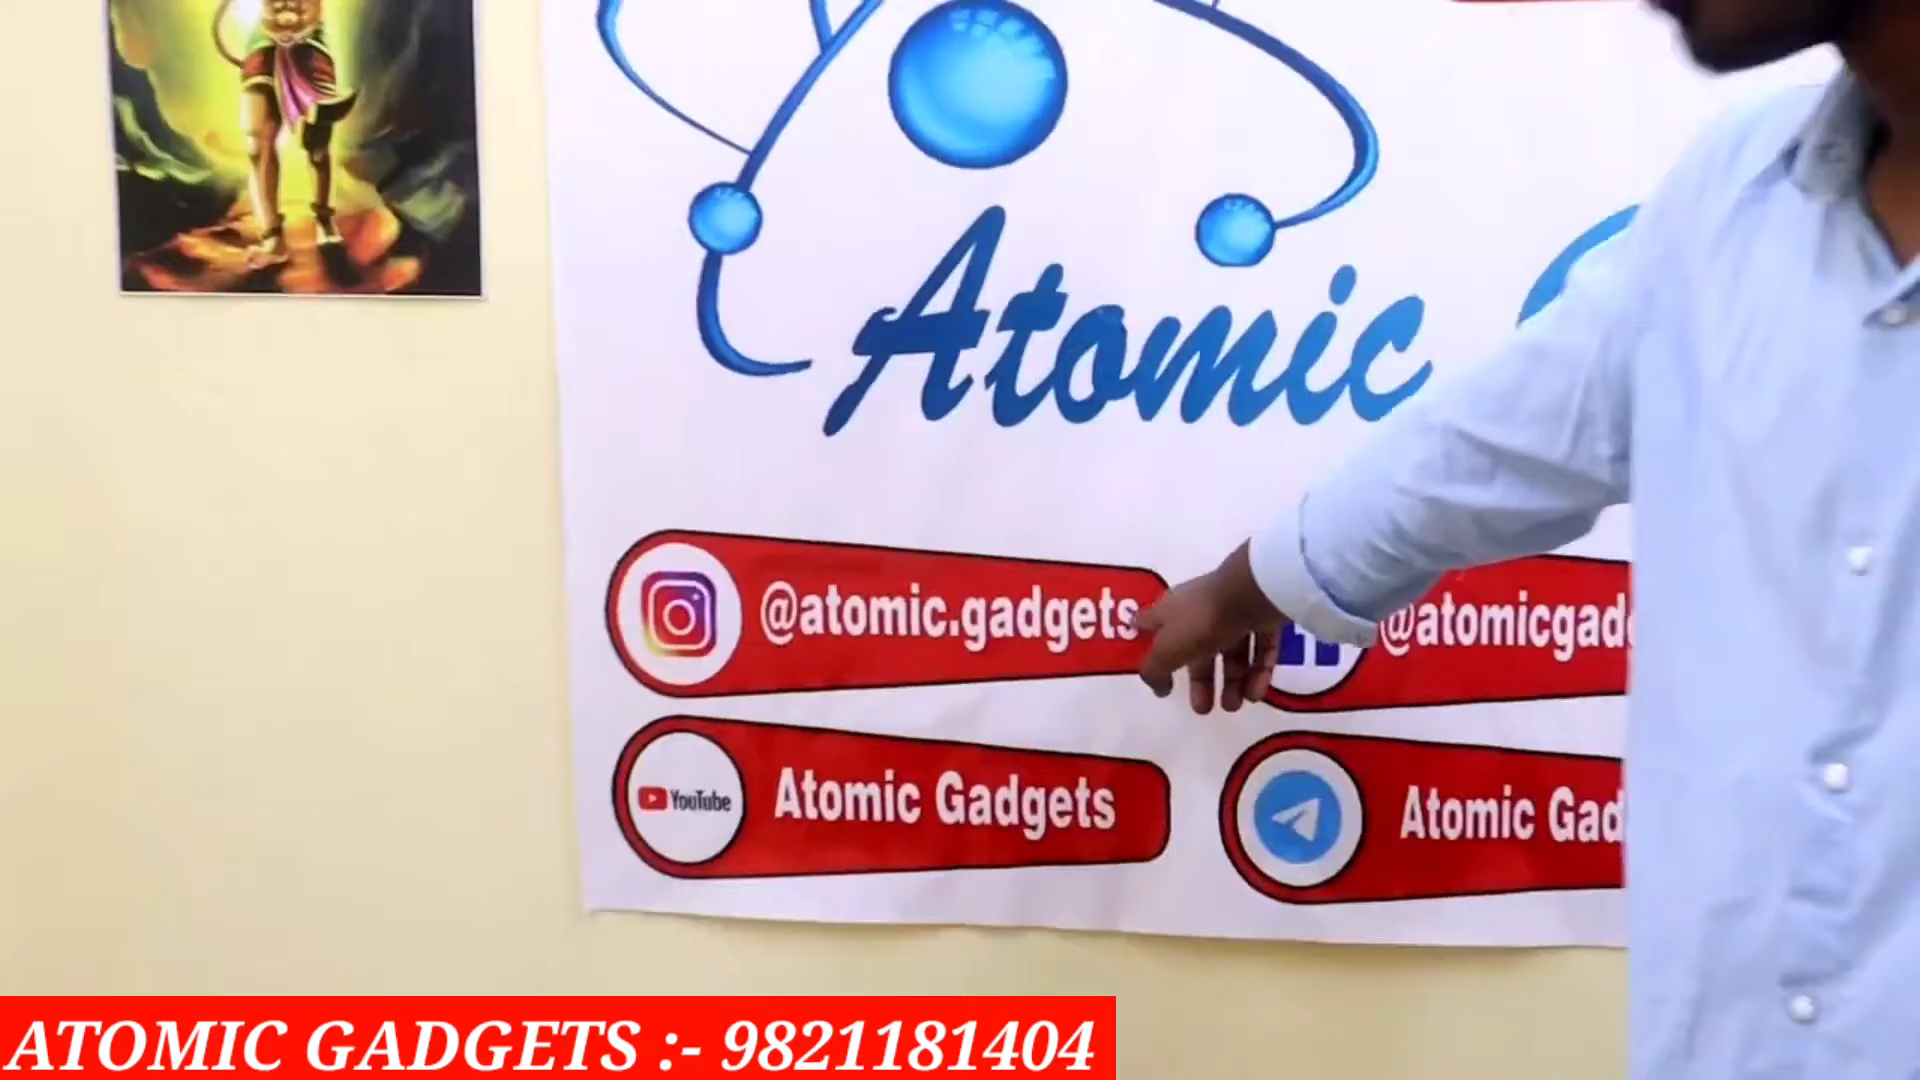 Atomic
@atomic.gadgets
@atomicgad
YouTube
Atomic Gadgets
Atomic Gad
ATOMIC GADGETS :- 9821181404